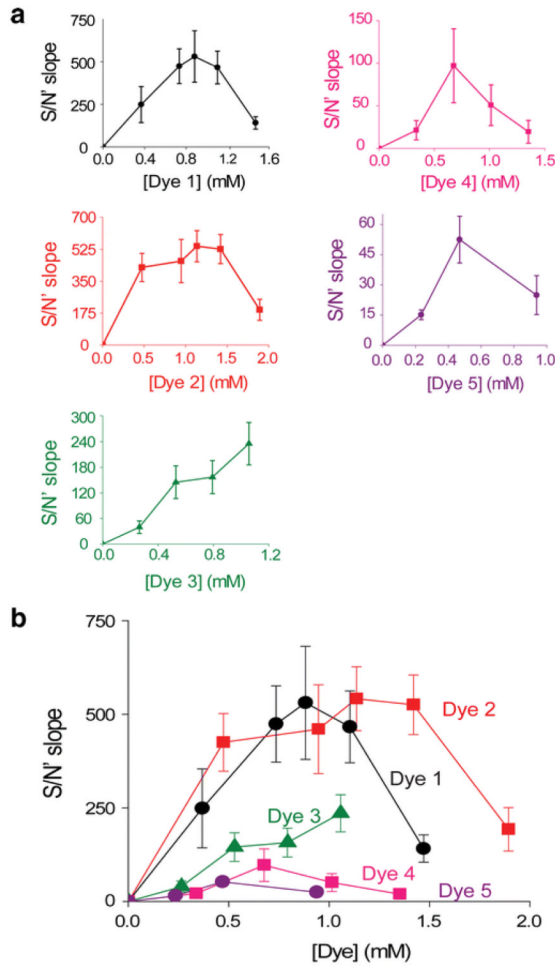 a
750
500
250
0
S/N' slope
0.0 0.4 0.8 1.2 1.6
[Dye 1] (mM)
150
100
50
0
S/N' slope
0.0 0.5 1.0 1.5
[Dye 4] (mM)
700
525
350
175
0
S/N' slope
0.0 0.5 1.0 1.5 2.0
[Dye 2] (mM)
60
45
30
15
0
S/N' slope
0.0 0.2 0.4 0.6 0.8 1.0
[Dye 5] (mM)
300
240
180
120
60
0
S/N' slope
0.0 0.4 0.8 1.2
[Dye 3] (mM)
b
750
500
250
0
S/N' slope
Dye 2
Dye 1
Dye 3
Dye 4
Dye 5
0.0 0.5 1.0 1.5 2.0
[Dye] (mM)